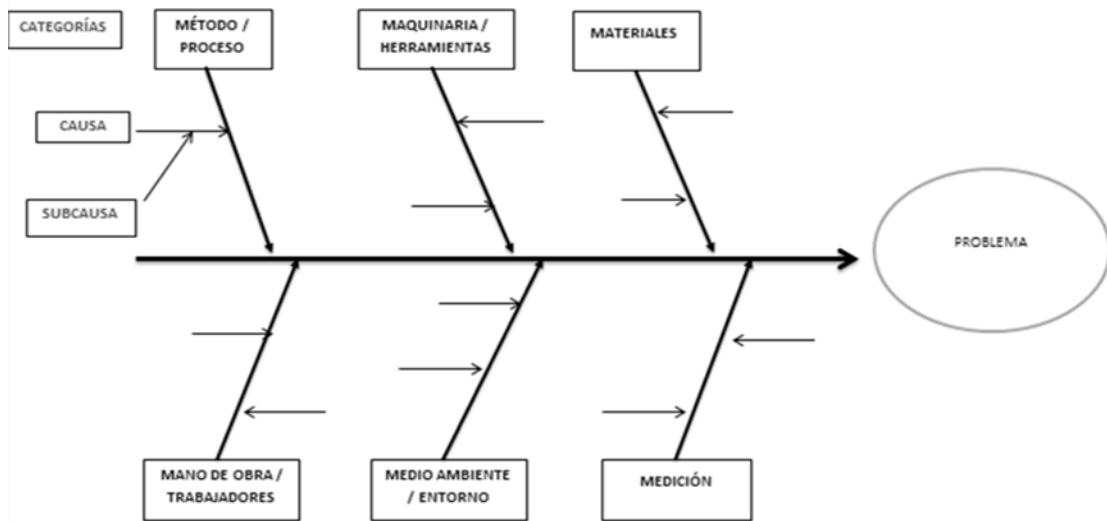 CATEGORÍAS
MÉTODO /
PROCESO
MAQUINARIA /
HERRAMIENTAS
MATERIALES
CAUSA
SUBCAUSA
PROBLEMA
MANO DE OBRA /
TRABAJADORES
MEDIO AMBIENTE
/ ENTORNO
MEDICIÓN